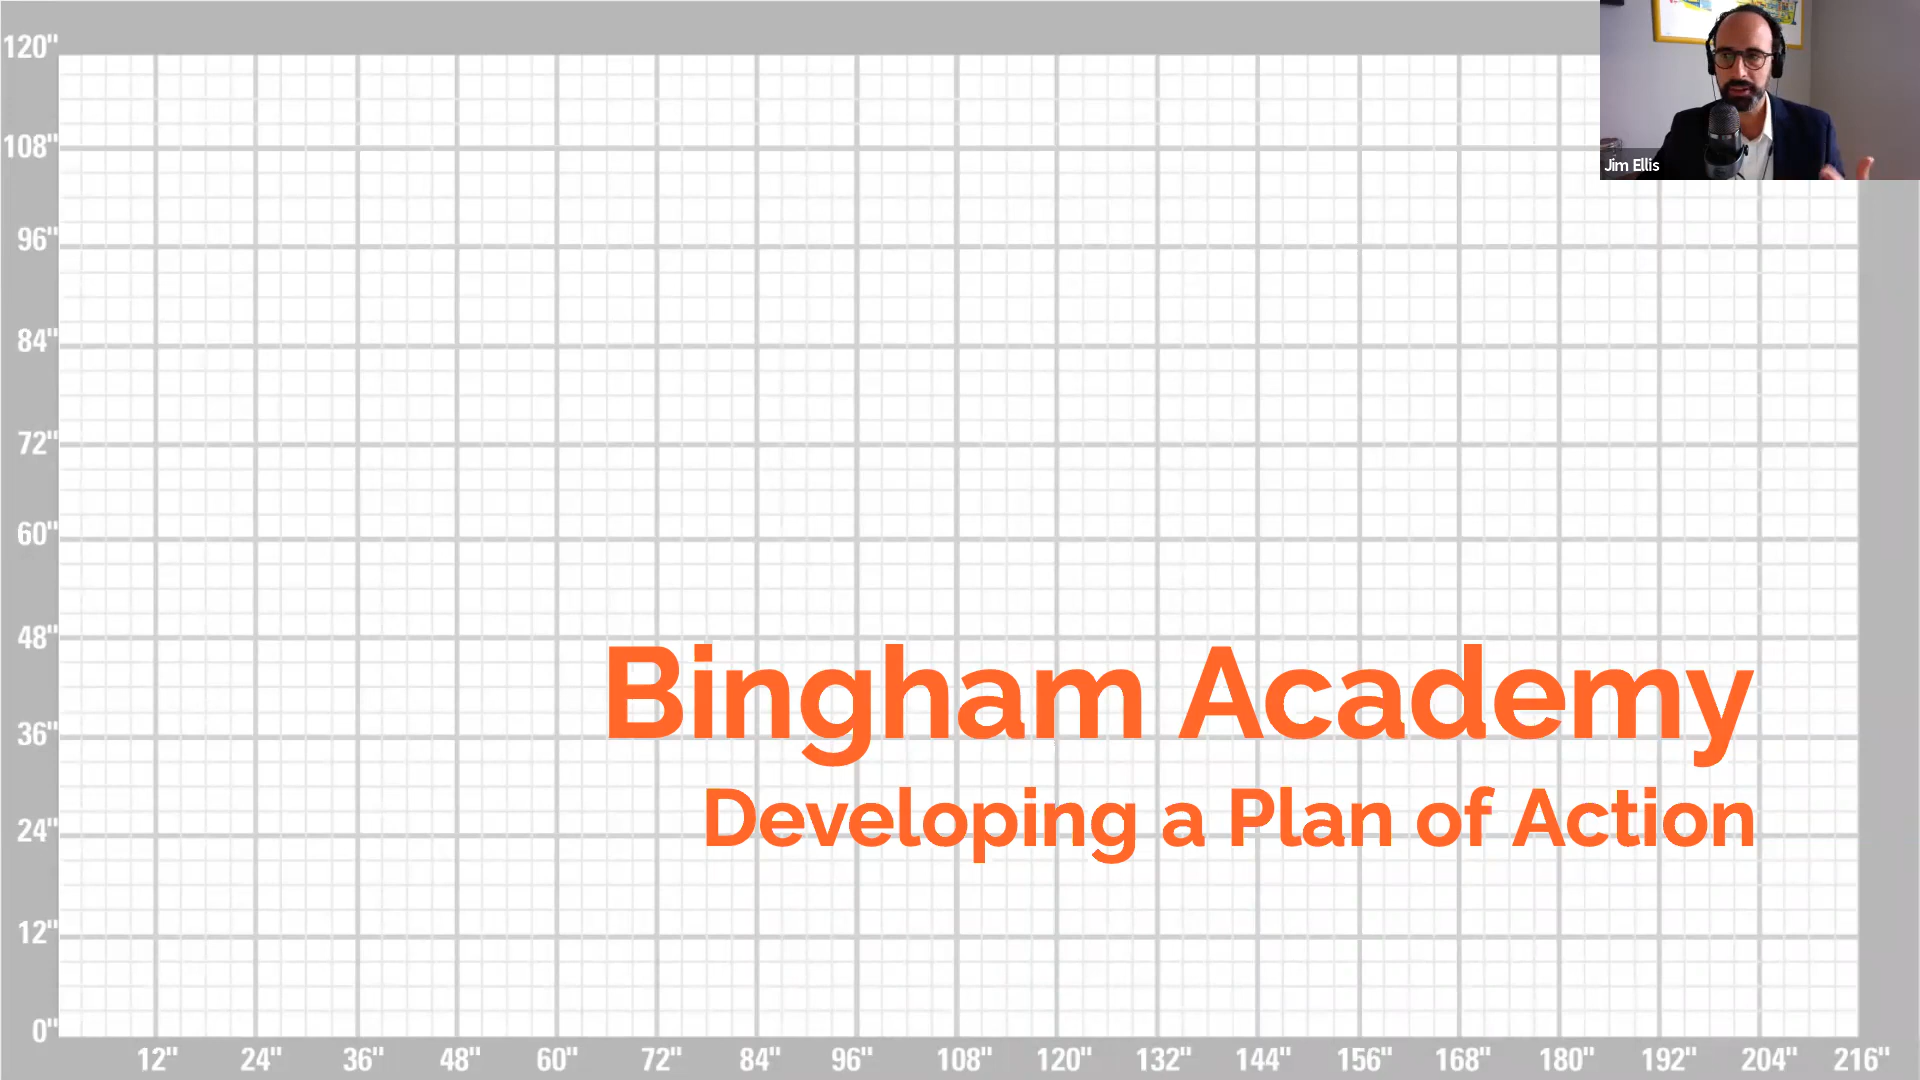 120"
108"
96"
84"
72"
60"
48"
36"
24"
12"
0"
Jim Ellis
Bingham Academy
Developing a Plan of Action
12" 24" 36" 48" 60" 72" 84" 96" 108" 120" 132" 144" 156" 168" 180" 192" 204" 216"